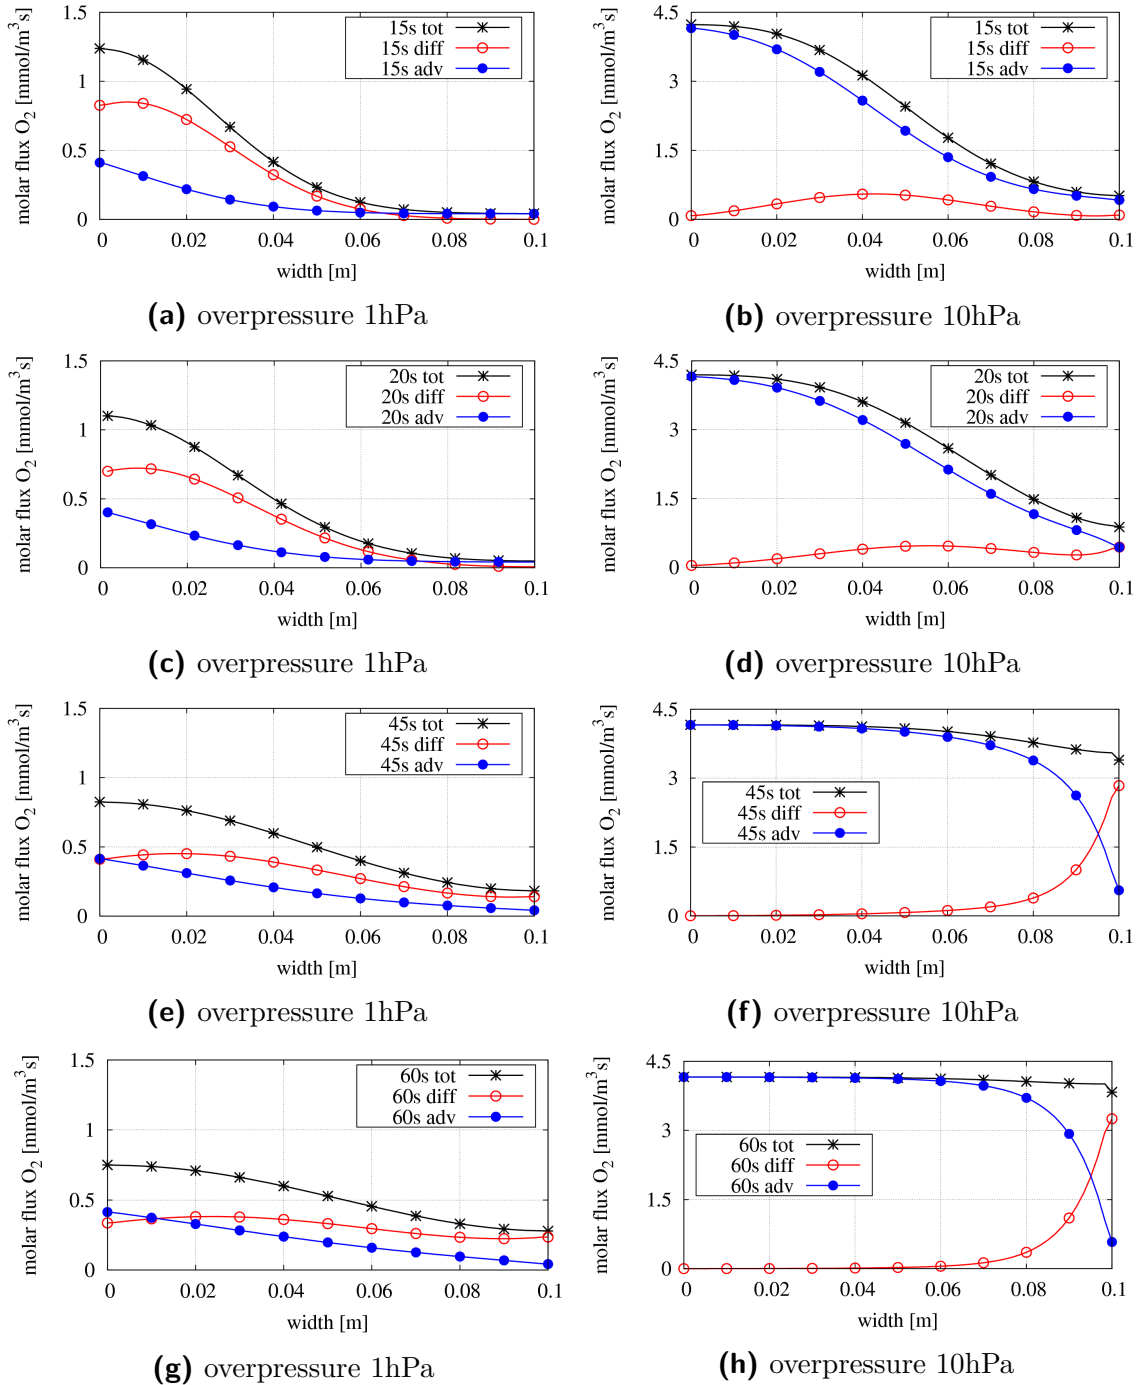 molar flux O2 [mmol/m3s]
1.5
1
0.5
0
15s tot
15s diff
15s adv
0 0.02 0.04 0.06 0.08 0.1
width [m]
(a) overpressure 1hPa
molar flux O2 [mmol/m3s]
4.5
3
1.5
0
15s tot
15s diff
15s adv
0 0.02 0.04 0.06 0.08 0.1
width [m]
(b) overpressure 10hPa
molar flux O2 [mmol/m3s]
1.5
1
0.5
0
20s tot
20s diff
20s adv
0 0.02 0.04 0.06 0.08 0.1
width [m]
(c) overpressure 1hPa
molar flux O2 [mmol/m3s]
4.5
3
1.5
0
20s tot
20s diff
20s adv
0 0.02 0.04 0.06 0.08 0.1
width [m]
(d) overpressure 10hPa
molar flux O2 [mmol/m3s]
1.5
1
0.5
0
45s tot
45s diff
45s adv
0 0.02 0.04 0.06 0.08 0.1
width [m]
(e) overpressure 1hPa
molar flux O2 [mmol/m3s]
4.5
3
1.5
0
45s tot
45s diff
45s adv
0 0.02 0.04 0.06 0.08 0.1
width [m]
(f) overpressure 10hPa
molar flux O2 [mmol/m3s]
1.5
1
0.5
0
60s tot
60s diff
60s adv
0 0.02 0.04 0.06 0.08 0.1
width [m]
(g) overpressure 1hPa
molar flux O2 [mmol/m3s]
4.5
3
1.5
0
60s tot
60s diff
60s adv
0 0.02 0.04 0.06 0.08 0.1
width [m]
(h) overpressure 10hPa